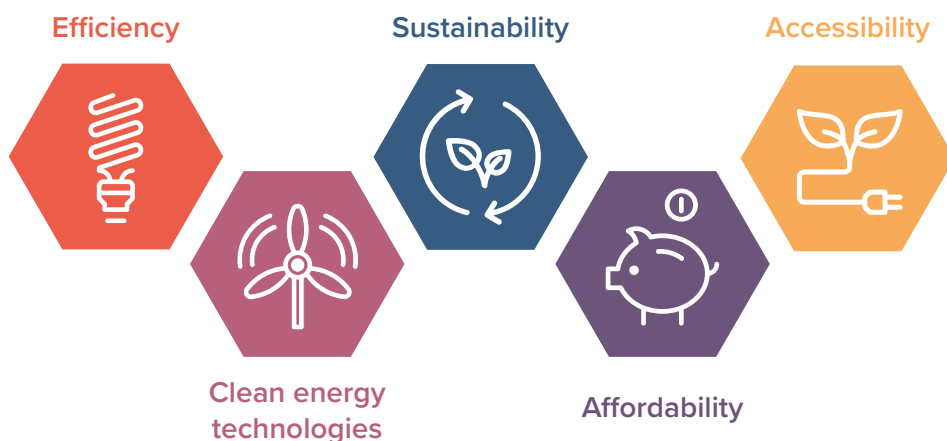 Efficiency
Sustainability
Accessibility
Clean energy
technologies
Affordability